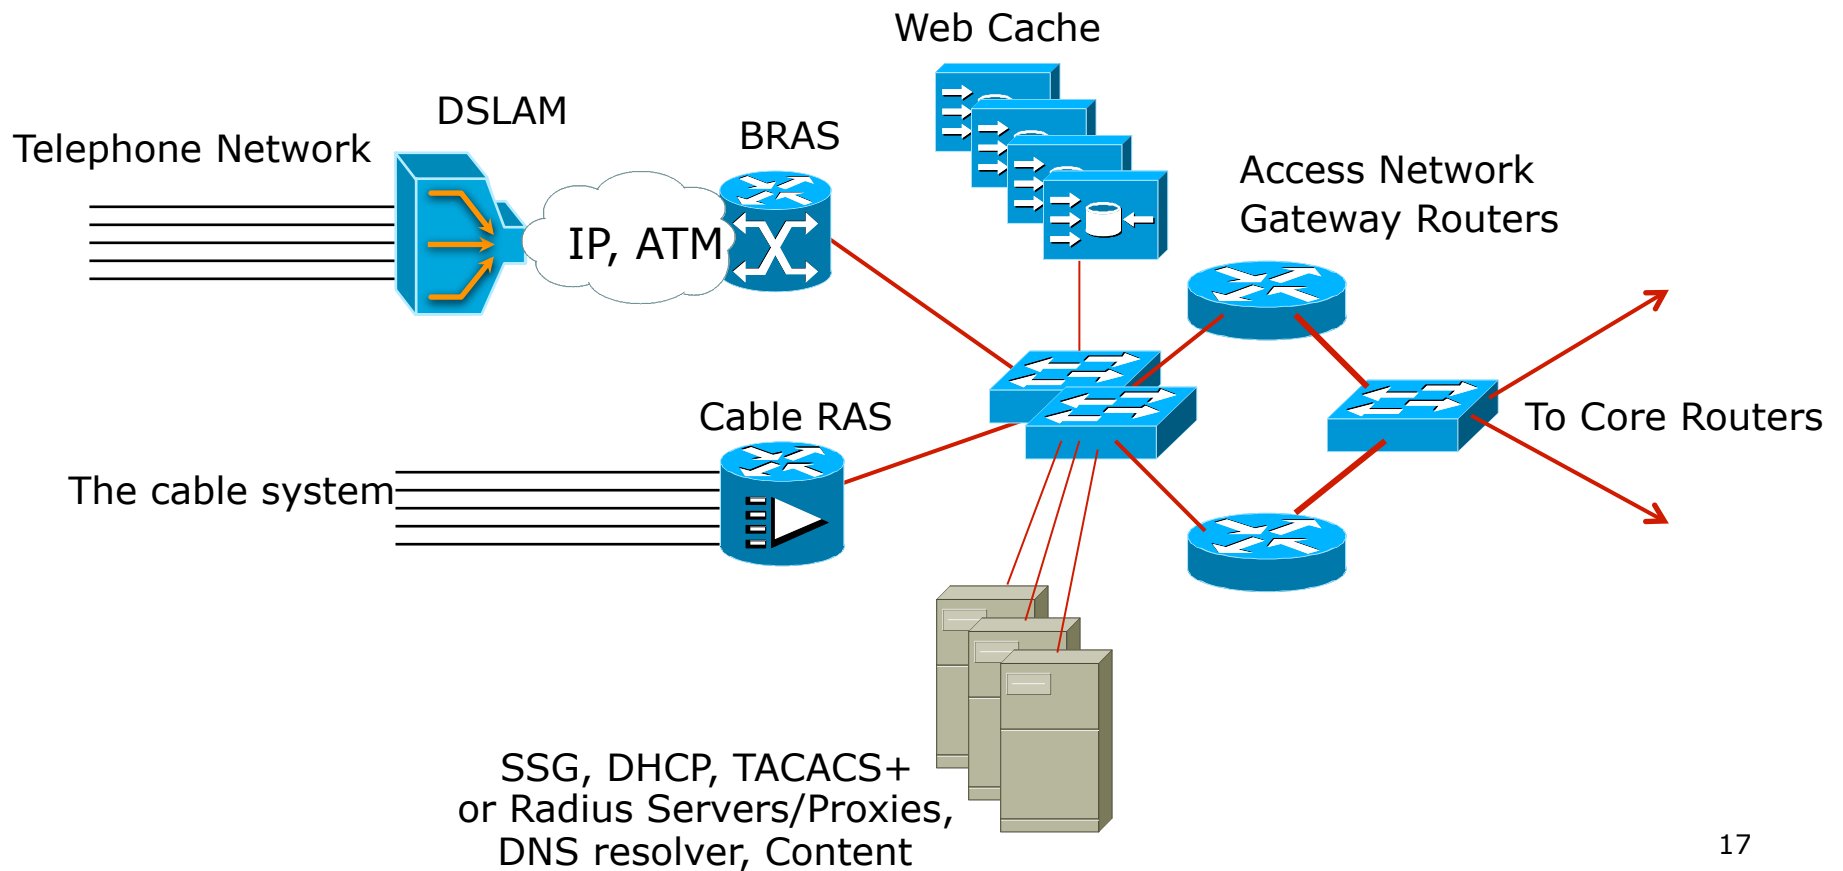 Web Cache
DSLAM
BRAS
Telephone Network
Access Network
Gateway Routers
IP, ATM
Cable RAS
To Core Routers
The cable system
SSG, DHCP, TACACS+
or Radius Servers/Proxies,
DNS resolver, Content
17